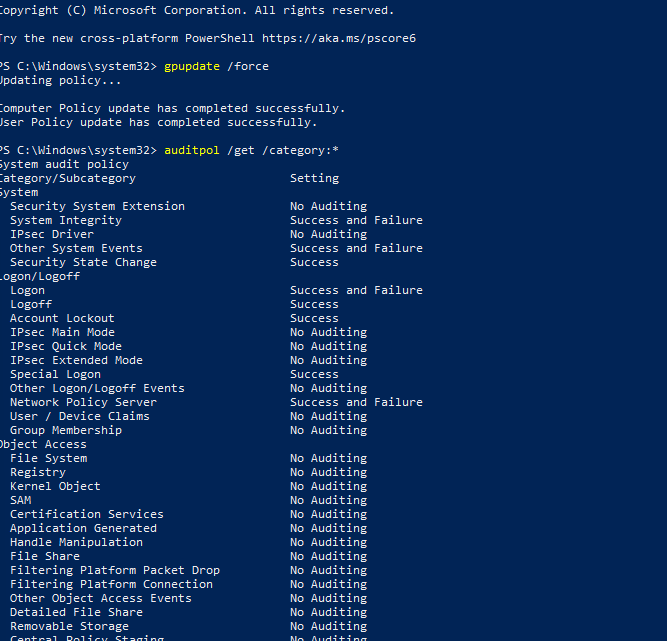 Copyright (C) Microsoft Corporation. All rights reserved.
Try the new cross-platform PowerShell https://aka.ms/pscore6
PS C:\Windows\system32> gpupdate /force
Updating policy...
Computer Policy update has completed successfully.
User Policy update has completed successfully.
PS C:\Windows\system32> auditpol /get /category:*
System audit policy
Category/Subcategory                      Setting
System
  Security System Extension               No Auditing
  System Integrity                        Success and Failure
  IPsec Driver                            No Auditing
  Other System Events                     Success and Failure
  Security State Change                   Success
Logon/Logoff
  Logon                                   Success and Failure
  Logoff                                  Success
  Account Lockout                         Success
  IPsec Main Mode                         No Auditing
  IPsec Quick Mode                        No Auditing
  IPsec Extended Mode                     No Auditing
  Special Logon                           Success
  Other Logon/Logoff Events               No Auditing
  Network Policy Server                   Success and Failure
  User / Device Claims                    No Auditing
  Group Membership                        No Auditing
Object Access
  File System                             No Auditing
  Registry                                No Auditing
  Kernel Object                           No Auditing
  SAM                                     No Auditing
  Certification Services                  No Auditing
  Application Generated                   No Auditing
  Handle Manipulation                     No Auditing
  File Share                              No Auditing
  Filtering Platform Packet Drop          No Auditing
  Filtering Platform Connection           No Auditing
  Other Object Access Events              No Auditing
  Detailed File Share                     No Auditing
  Removable Storage                       No Auditing
  Central Policy Staging                  No Auditing